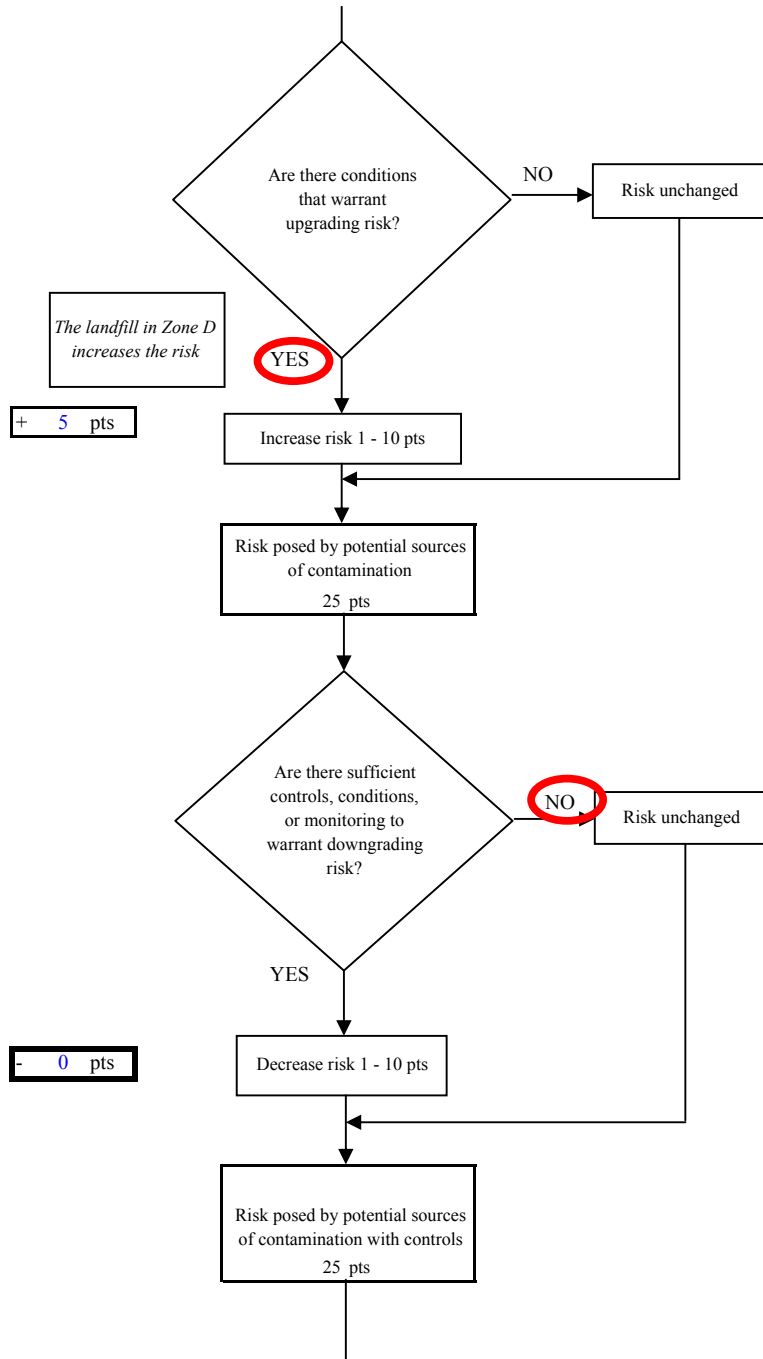 Are there conditions
that warrant
upgrading risk?
NO
Risk unchanged
The landfill in Zone D
increases the risk
YES
+ 5 pts
Increase risk 1 - 10 pts
Risk posed by potential sources
of contamination
25 pts
Are there sufficient
controls, conditions,
or monitoring to
warrant downgrading
risk?
NO
Risk unchanged
YES
- 0 pts
Decrease risk 1 - 10 pts
Risk posed by potential sources
of contamination with controls
25 pts